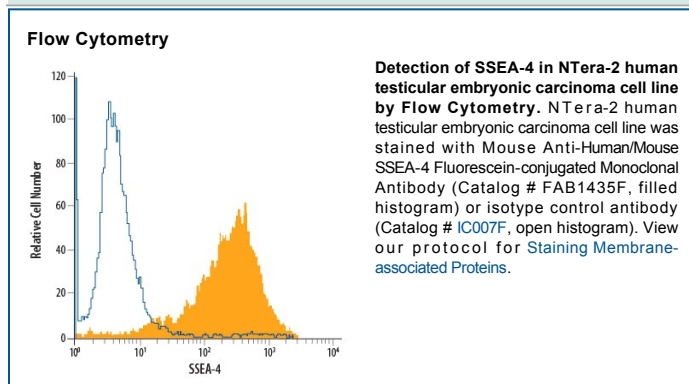 Flow Cytometry
120
100
80
60
40
20
0
Relative Cell Number
10⁰ 10¹ 10² 10³ 10⁴
SSEA-4
Detection of SSEA-4 in NTera-2 human
testicular embryonic carcinoma cell line
by Flow Cytometry. NTera-2 human
testicular embryonic carcinoma cell line was
stained with Mouse Anti-Human/Mouse
SSEA-4 Fluorescein-conjugated Monoclonal
Antibody (Catalog # FAB1435F, filled
histogram) or isotype control antibody
(Catalog # IC007F, open histogram). View
our protocol for Staining Membrane-
associated Proteins.